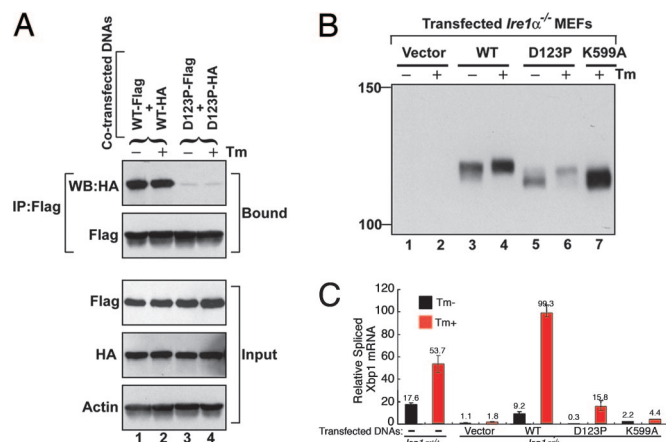 A
Co-transfected DNAs
WT-Flag
+
WT-HA
D123P-Flag
+
D123P-HA
− + − + Tm
IP:Flag
WB:HA
Flag
Bound
Flag
HA
Actin
Input
1 2 3 4
B
Transfected Ire1α-/- MEFs
Vector WT D123P K599A
− + − + − + + Tm
150
100
1 2 3 4 5 6 7
C
Relative Spliced
Xbp1 mRNA
120
100
80
60
40
20
0
Tm-
Tm+
17.6 53.7 1.1 1.8 9.2 99.3 0.3 15.8 2.2 4.4
Transfected DNAs: − − Vector WT D123P K599A